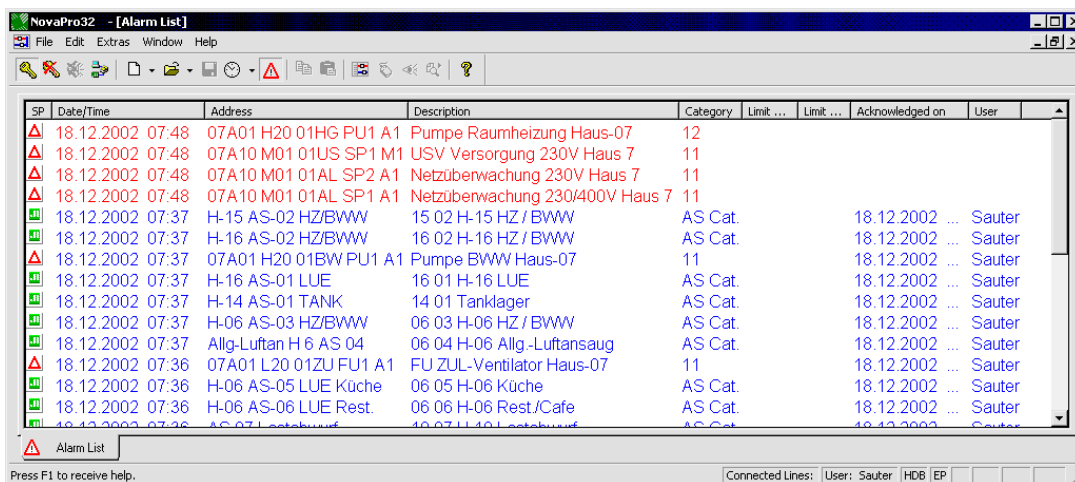 NovaPro32 - [Alarm List]
File Edit Extras Window Help
SP Date/Time Address Description Category Limit ... Limit ... Acknowledged on User
18.12.2002 07:48 07A01 H20 01HG PU1 A1 Pumpe Raumheizung Haus-07 12
18.12.2002 07:48 07A10 M01 01US SP1 M1 USV Versorgung 230V Haus 7 11
18.12.2002 07:48 07A10 M01 01AL SP2 A1 Netzüberwachung 230V Haus 7 11
18.12.2002 07:48 07A10 M01 01AL SP1 A1 Netzüberwachung 230/400V Haus 7 11
18.12.2002 07:37 H-15 AS-02 HZ/BWW 15 02 H-15 HZ / BWW AS Cat. 18.12.2002 ... Sauter
18.12.2002 07:37 H-16 AS-02 HZ/BWW 16 02 H-16 HZ / BWW AS Cat. 18.12.2002 ... Sauter
18.12.2002 07:37 07A01 H20 01BW PU1 A1 Pumpe BWW Haus-07 11 18.12.2002 ... Sauter
18.12.2002 07:37 H-16 AS-01 LUE 16 01 H-16 LUE AS Cat. 18.12.2002 ... Sauter
18.12.2002 07:37 H-14 AS-01 TANK 14 01 Tanklager AS Cat. 18.12.2002 ... Sauter
18.12.2002 07:37 H-06 AS-03 HZ/BWW 06 03 H-06 HZ / BWW AS Cat. 18.12.2002 ... Sauter
18.12.2002 07:37 Allg-Luftan H 6 AS 04 06 04 H-06 Allg.-Luftansaug AS Cat. 18.12.2002 ... Sauter
18.12.2002 07:36 07A01 L20 01ZU FU1 A1 FU ZUL-Ventilator Haus-07 11 18.12.2002 ... Sauter
18.12.2002 07:36 H-06 AS-05 LUE Küche 06 05 H-06 Küche AS Cat. 18.12.2002 ... Sauter
18.12.2002 07:36 H-06 AS-06 LUE Rest. 06 06 H-06 Rest./Cafe AS Cat. 18.12.2002 ... Sauter
18.12.2002 07:36 AS Cat. 18.12.2002 ... Sauter
Alarm List
Press F1 to receive help. Connected Lines: User: Sauter HDB EP